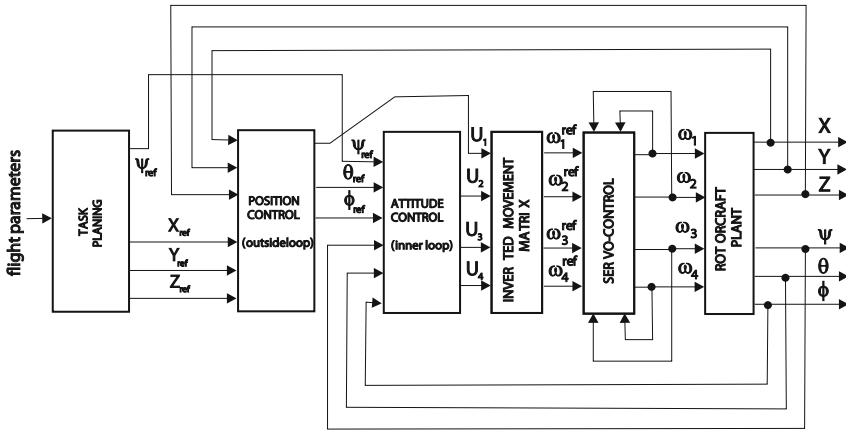 flight parameters
TASK
PLANING
ψref
Xref
Yref
Zref
POSITION
CONTROL
(outsideloop)
ψref
θref
ϕref
ATTITUDE
CONTROL
(inner loop)
U1
U2
U3
U4
INVER TED MOVEMENT
MATRI X
ω1ref
ω2ref
ω3ref
ω4ref
SER VO-CONTROL
ω1
ω2
ω3
ω4
ROT ORCRAFT
PLANT
X
Y
Z
ψ
θ
ϕ